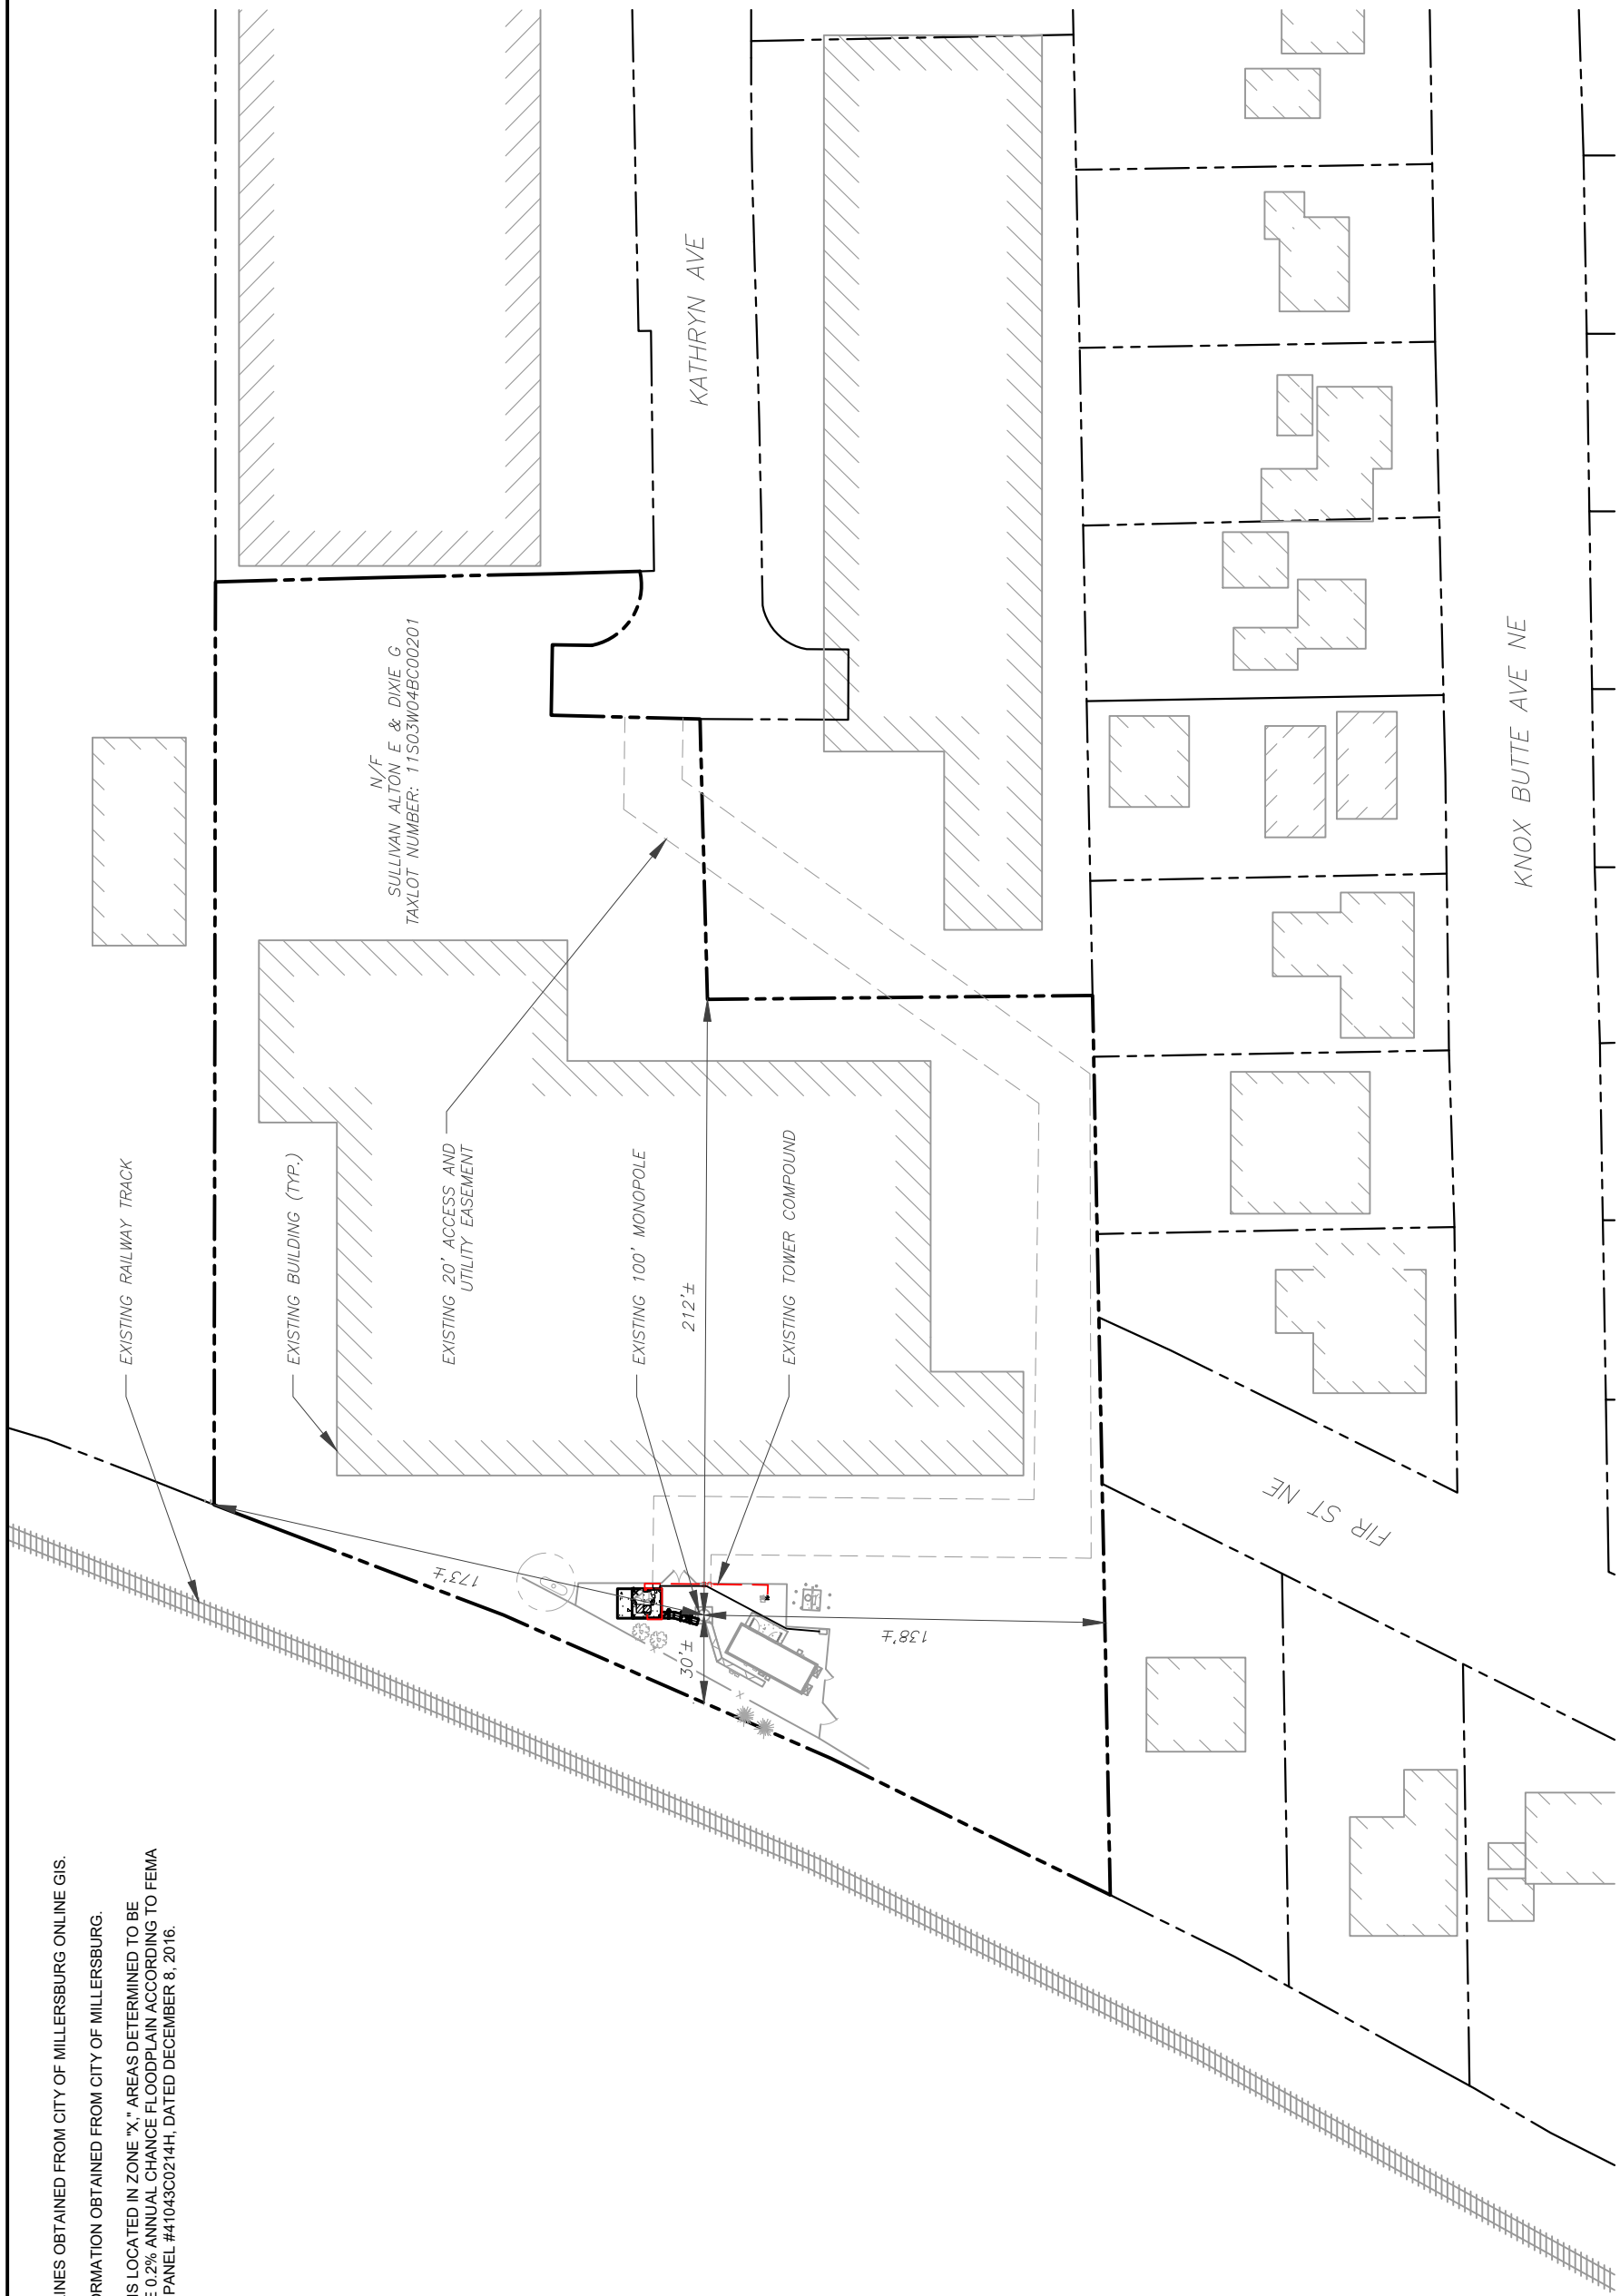 INES OBTAINED FROM CITY OF MILLERSBURG ONLINE GIS.
ORMATION OBTAINED FROM CITY OF MILLERSBURG.
IS LOCATED IN ZONE "X," AREAS DETERMINED TO BE
E 0.2% ANNUAL CHANCE FLOODPLAIN ACCORDING TO FEMA
PANEL #41043C0214H, DATED DECEMBER 8, 2016.
EXISTING RAILWAY TRACK
EXISTING BUILDING (TYP.)
EXISTING 20' ACCESS AND
UTILITY EASEMENT
EXISTING 100' MONOPOLE
212'±
EXISTING TOWER COMPOUND
173'±
30'±
138'±
N/F
SULLIVAN ALTON E & DIXIE G
TAXLOT NUMBER: 11S03W04BC00201
KATHRYN AVE
KNOX BUTTE AVE NE
FIR ST NE
X